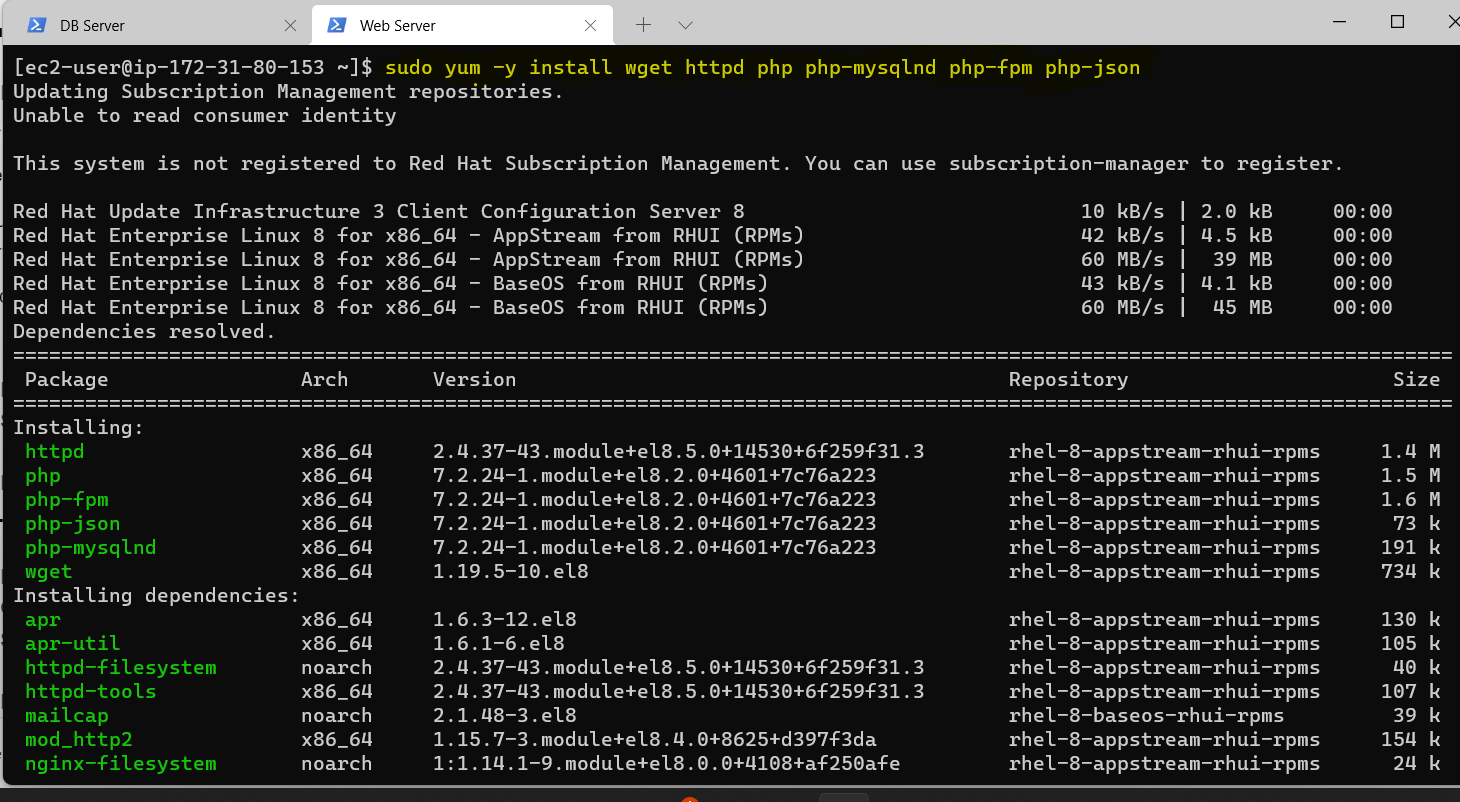 DB Server
Web Server
[ec2-user@ip-172-31-80-153 ~]$ sudo yum -y install wget httpd php php-mysqlnd php-fpm php-json
Updating Subscription Management repositories.
Unable to read consumer identity
This system is not registered to Red Hat Subscription Management. You can use subscription-manager to register.
Red Hat Update Infrastructure 3 Client Configuration Server 8 10 kB/s | 2.0 kB 00:00
Red Hat Enterprise Linux 8 for x86_64 - AppStream from RHUI (RPMs) 42 kB/s | 4.5 kB 00:00
Red Hat Enterprise Linux 8 for x86_64 - AppStream from RHUI (RPMs) 60 MB/s | 39 MB 00:00
Red Hat Enterprise Linux 8 for x86_64 - BaseOS from RHUI (RPMs) 43 kB/s | 4.1 kB 00:00
Red Hat Enterprise Linux 8 for x86_64 - BaseOS from RHUI (RPMs) 60 MB/s | 45 MB 00:00
Dependencies resolved.
========================================================================================================================
Package Arch Version Repository Size
========================================================================================================================
Installing:
httpd x86_64 2.4.37-43.module+el8.5.0+14530+6f259f31.3 rhel-8-appstream-rhui-rpms 1.4 M
php x86_64 7.2.24-1.module+el8.2.0+4601+7c76a223 rhel-8-appstream-rhui-rpms 1.5 M
php-fpm x86_64 7.2.24-1.module+el8.2.0+4601+7c76a223 rhel-8-appstream-rhui-rpms 1.6 M
php-json x86_64 7.2.24-1.module+el8.2.0+4601+7c76a223 rhel-8-appstream-rhui-rpms 73 k
php-mysqlnd x86_64 7.2.24-1.module+el8.2.0+4601+7c76a223 rhel-8-appstream-rhui-rpms 191 k
wget x86_64 1.19.5-10.el8 rhel-8-appstream-rhui-rpms 734 k
Installing dependencies:
apr x86_64 1.6.3-12.el8 rhel-8-appstream-rhui-rpms 130 k
apr-util x86_64 1.6.1-6.el8 rhel-8-appstream-rhui-rpms 105 k
httpd-filesystem noarch 2.4.37-43.module+el8.5.0+14530+6f259f31.3 rhel-8-appstream-rhui-rpms 40 k
httpd-tools x86_64 2.4.37-43.module+el8.5.0+14530+6f259f31.3 rhel-8-appstream-rhui-rpms 107 k
mailcap noarch 2.1.48-3.el8 rhel-8-baseos-rhui-rpms 39 k
mod_http2 x86_64 1.15.7-3.module+el8.4.0+8625+d397f3da rhel-8-appstream-rhui-rpms 154 k
nginx-filesystem noarch 1:1.14.1-9.module+el8.0.0+4108+af250afe rhel-8-appstream-rhui-rpms 24 k